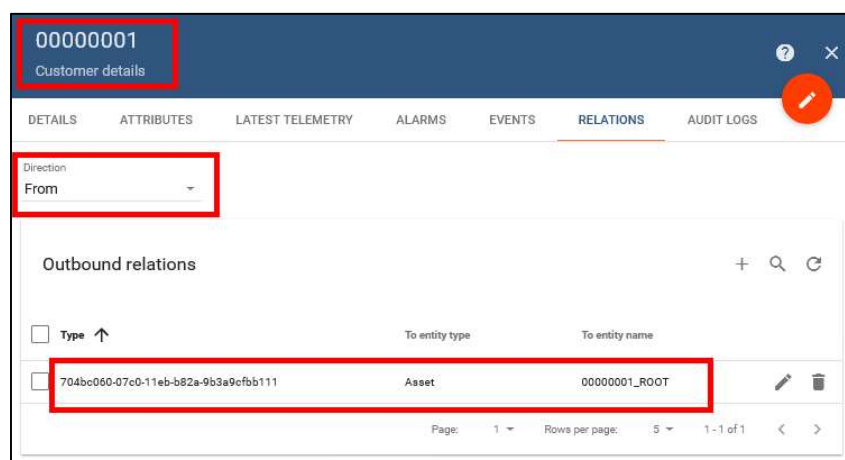 00000001
Customer details
DETAILS ATTRIBUTES LATEST TELEMETRY ALARMS EVENTS RELATIONS AUDIT LOGS
Direction
From
Outbound relations
Type To entity type To entity name
704bc060-07c0-11eb-b82a-9b3a9cfbb111 Asset 00000001_ROOT
Page: 1 Rows per page: 5 1 - 1 of 1